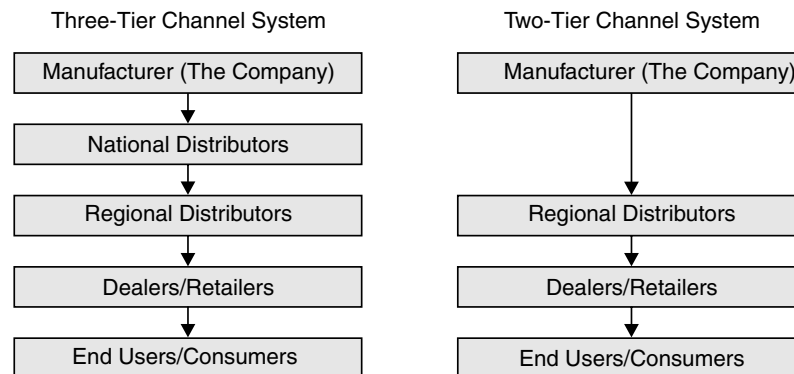 Three-Tier Channel System
Manufacturer (The Company)
National Distributors
Regional Distributors
Dealers/Retailers
End Users/Consumers
Two-Tier Channel System
Manufacturer (The Company)
Regional Distributors
Dealers/Retailers
End Users/Consumers